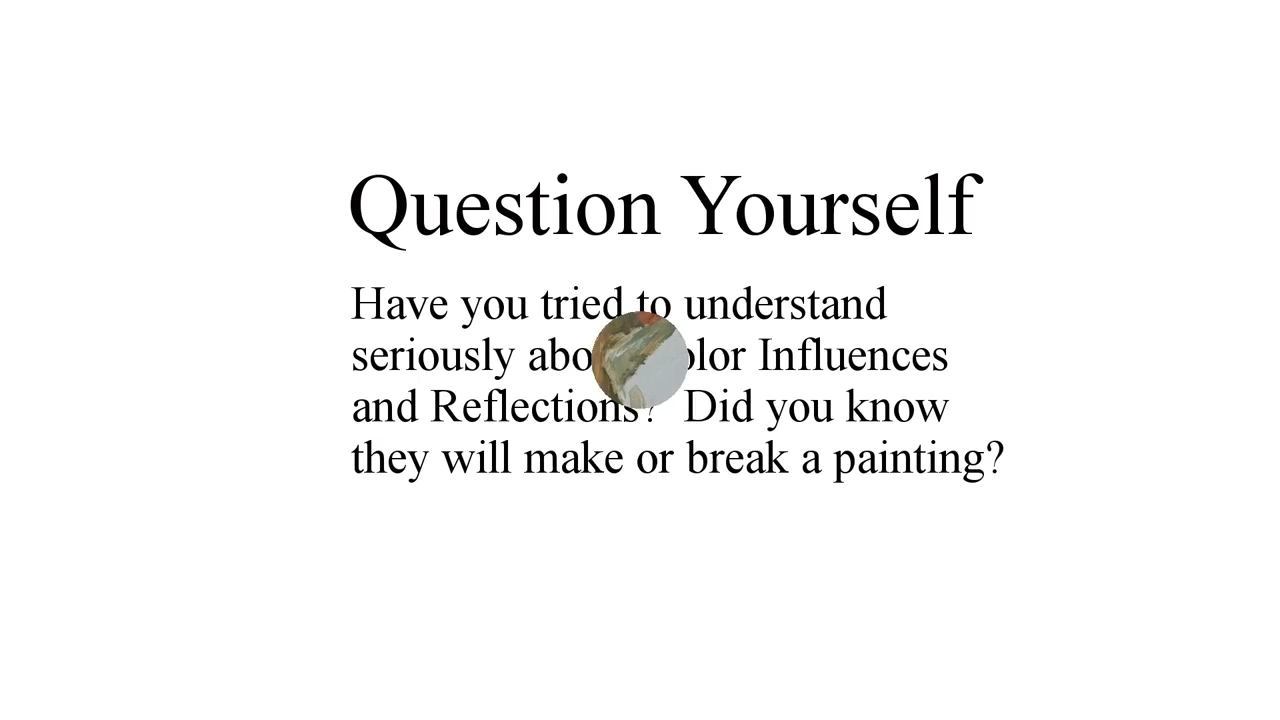 Question Yourself
Have you tried to understand
seriously Influences
and Reflections? Did you know
they will make or break a painting?